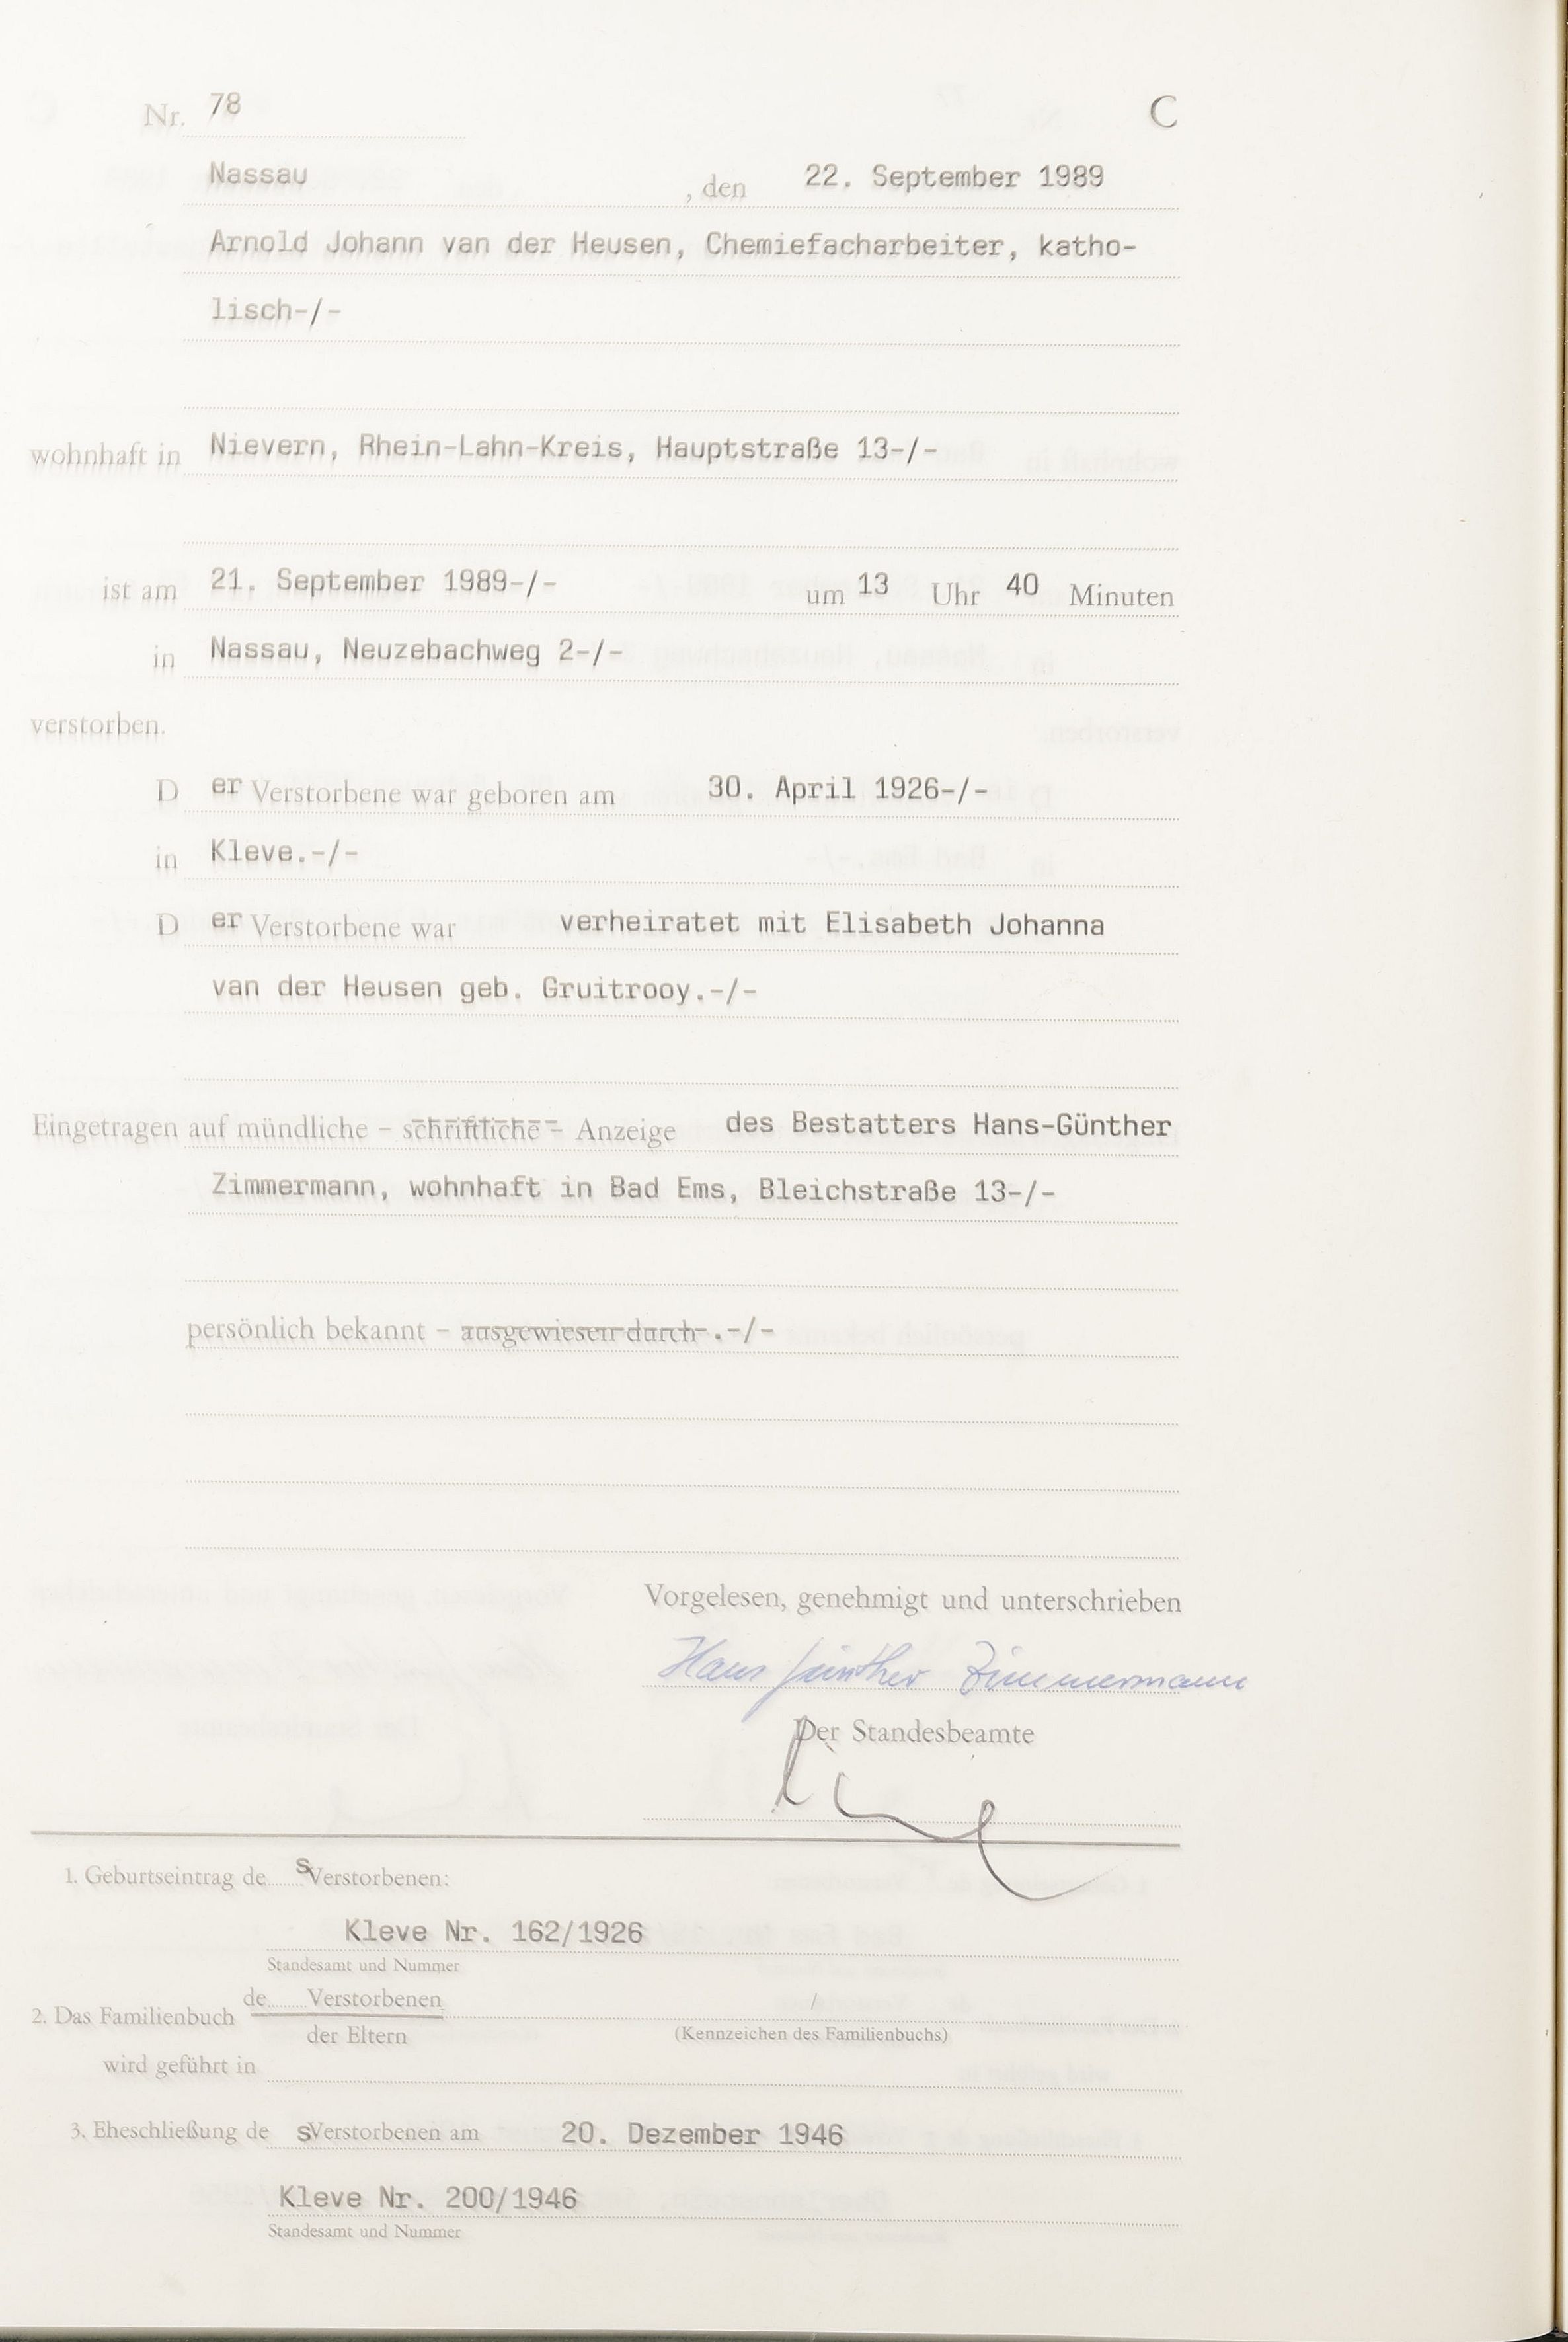 Nr. 78 C
Nassau , den 22. September 1989
Arnold Johann van der Heusen, Chemiefacharbeiter, katho-
lisch-/-
wohnhaft in Nievern, Rhein-Lahn-Kreis, Hauptstraße 13-/-
ist am 21. September 1989-/- um 13 Uhr 40 Minuten
in Nassau, Neuzebachweg 2-/-
verstorben.
D er Verstorbene war geboren am 30. April 1926-/-
in Kleve.-/-
D er Verstorbene war verheiratet mit Elisabeth Johanna
van der Heusen geb. Gruitrooy.-/-
Eingetragen auf mündliche - schriftliche - Anzeige des Bestatters Hans-Günther
Zimmermann, wohnhaft in Bad Ems, Bleichstraße 13-/-
persönlich bekannt - ausgewiesen durch .-/-
Vorgelesen, genehmigt und unterschrieben
Hans Günther Zimmermann
Der Standesbeamte
1. Geburtseintrag de s Verstorbenen:
Kleve Nr. 162/1926
Standesamt und Nummer
2. Das Familienbuch de Verstorbenen /
der Eltern (Kennzeichen des Familienbuchs)
wird geführt in
3. Eheschließung de s Verstorbenen am 20. Dezember 1946
Kleve Nr. 200/1946
Standesamt und Nummer